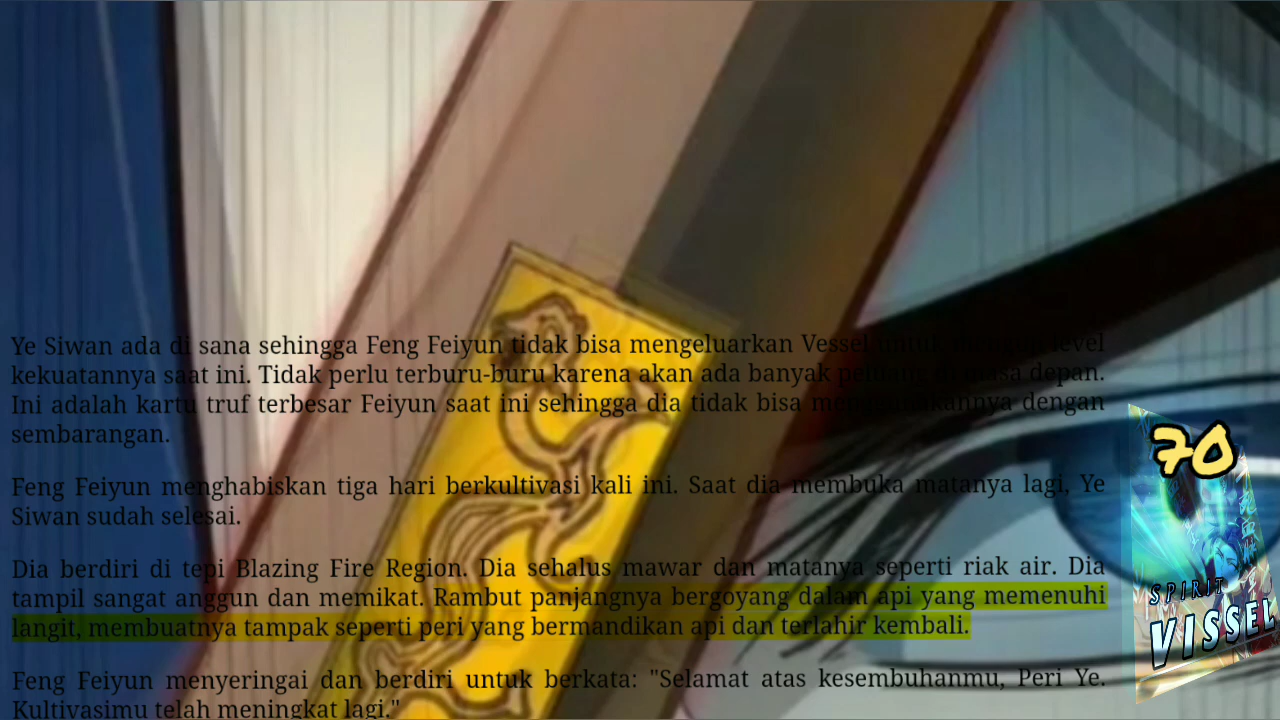 Ye Siwan ada di sana sehingga Feng Feiyun tidak bisa mengeluarkan Vessel untuk menguji level
kekuatannya saat ini. Tidak perlu terburu-buru karena akan ada banyak peluang di masa depan.
Ini adalah kartu truf terbesar Feiyun saat ini sehingga dia tidak bisa menggunakannya dengan
sembarangan.
Feng Feiyun menghabiskan tiga hari berkultivasi kali ini. Saat dia membuka matanya lagi, Ye
Siwan sudah selesai.
Dia berdiri di tepi Blazing Fire Region. Dia sehalus mawar dan matanya seperti riak air. Dia
tampil sangat anggun dan memikat. Rambut panjangnya bergoyang dalam api yang memenuhi
langit, membuatnya tampak seperti peri yang bermandikan api dan terlahir kembali.
Feng Feiyun menyeringai dan berdiri untuk berkata: "Selamat atas kesembuhanmu, Peri Ye.
Kultivasimu telah meningkat lagi."
70
SPIRIT
VISSEL